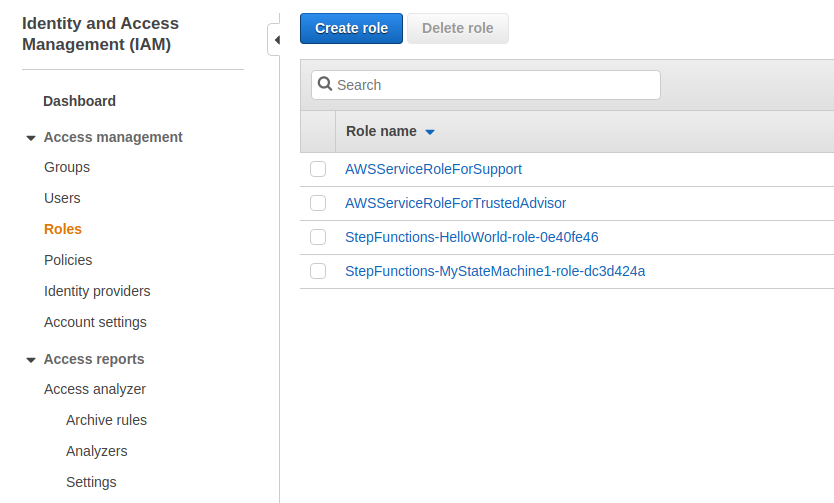 Identity and Access
Management (IAM)
Dashboard
Access management
Groups
Users
Roles
Policies
Identity providers
Account settings
Access reports
Access analyzer
Archive rules
Analyzers
Settings
Create role
Delete role
Search
Role name
AWSServiceRoleForSupport
AWSServiceRoleForTrustedAdvisor
StepFunctions-HelloWorld-role-0e40fe46
StepFunctions-MyStateMachine1-role-dc3d424a